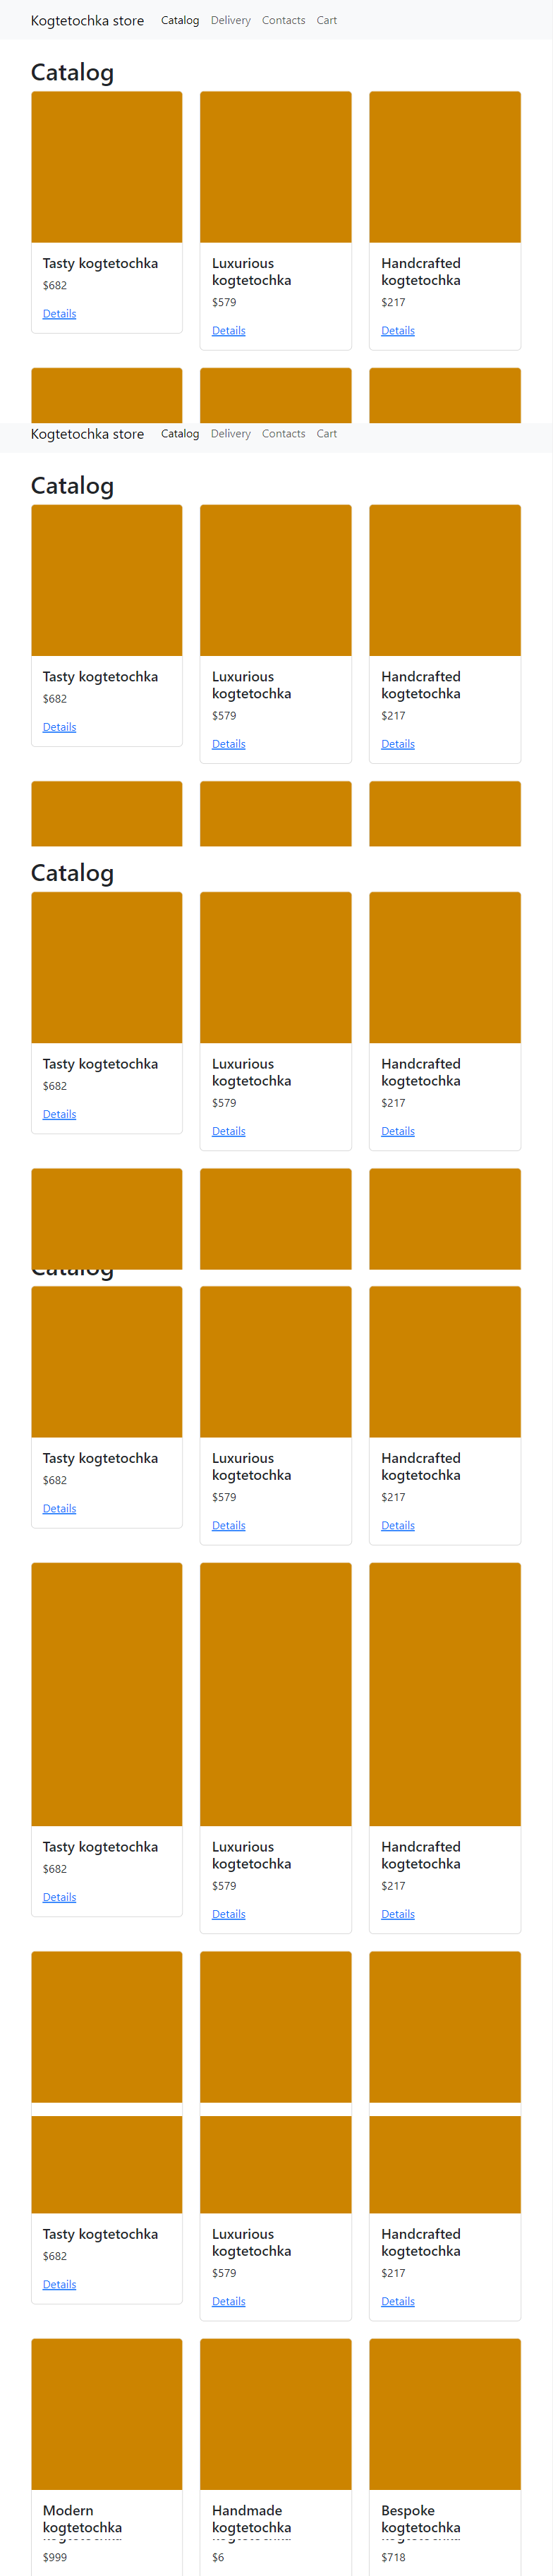 Kogtetochka store Catalog Delivery Contacts Cart
Catalog
Tasty kogtetochka
$682
Details
Luxurious
kogtetochka
$579
Details
Handcrafted
kogtetochka
$217
Details
Kogtetochka store Catalog Delivery Contacts Cart
Catalog
Tasty kogtetochka
$682
Details
Luxurious
kogtetochka
$579
Details
Handcrafted
kogtetochka
$217
Details
Catalog
Tasty kogtetochka
$682
Details
Luxurious
kogtetochka
$579
Details
Handcrafted
kogtetochka
$217
Details
Catalog
Tasty kogtetochka
$682
Details
Luxurious
kogtetochka
$579
Details
Handcrafted
kogtetochka
$217
Details
Tasty kogtetochka
$682
Details
Luxurious
kogtetochka
$579
Details
Handcrafted
kogtetochka
$217
Details
Tasty kogtetochka
$682
Details
Luxurious
kogtetochka
$579
Details
Handcrafted
kogtetochka
$217
Details
Modern
kogtetochka
$999
Handmade
kogtetochka
$6
Bespoke
kogtetochka
$718